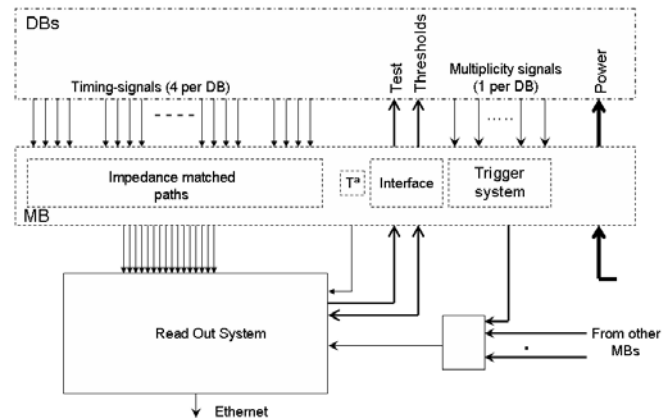 DBs
Timing-signals (4 per DB)
Test
Thresholds
Multiplicity signals
(1 per DB)
Power
Impedance matched
paths
Tª
Interface
Trigger
system
MB
Read Out System
From other
MBs
Ethernet